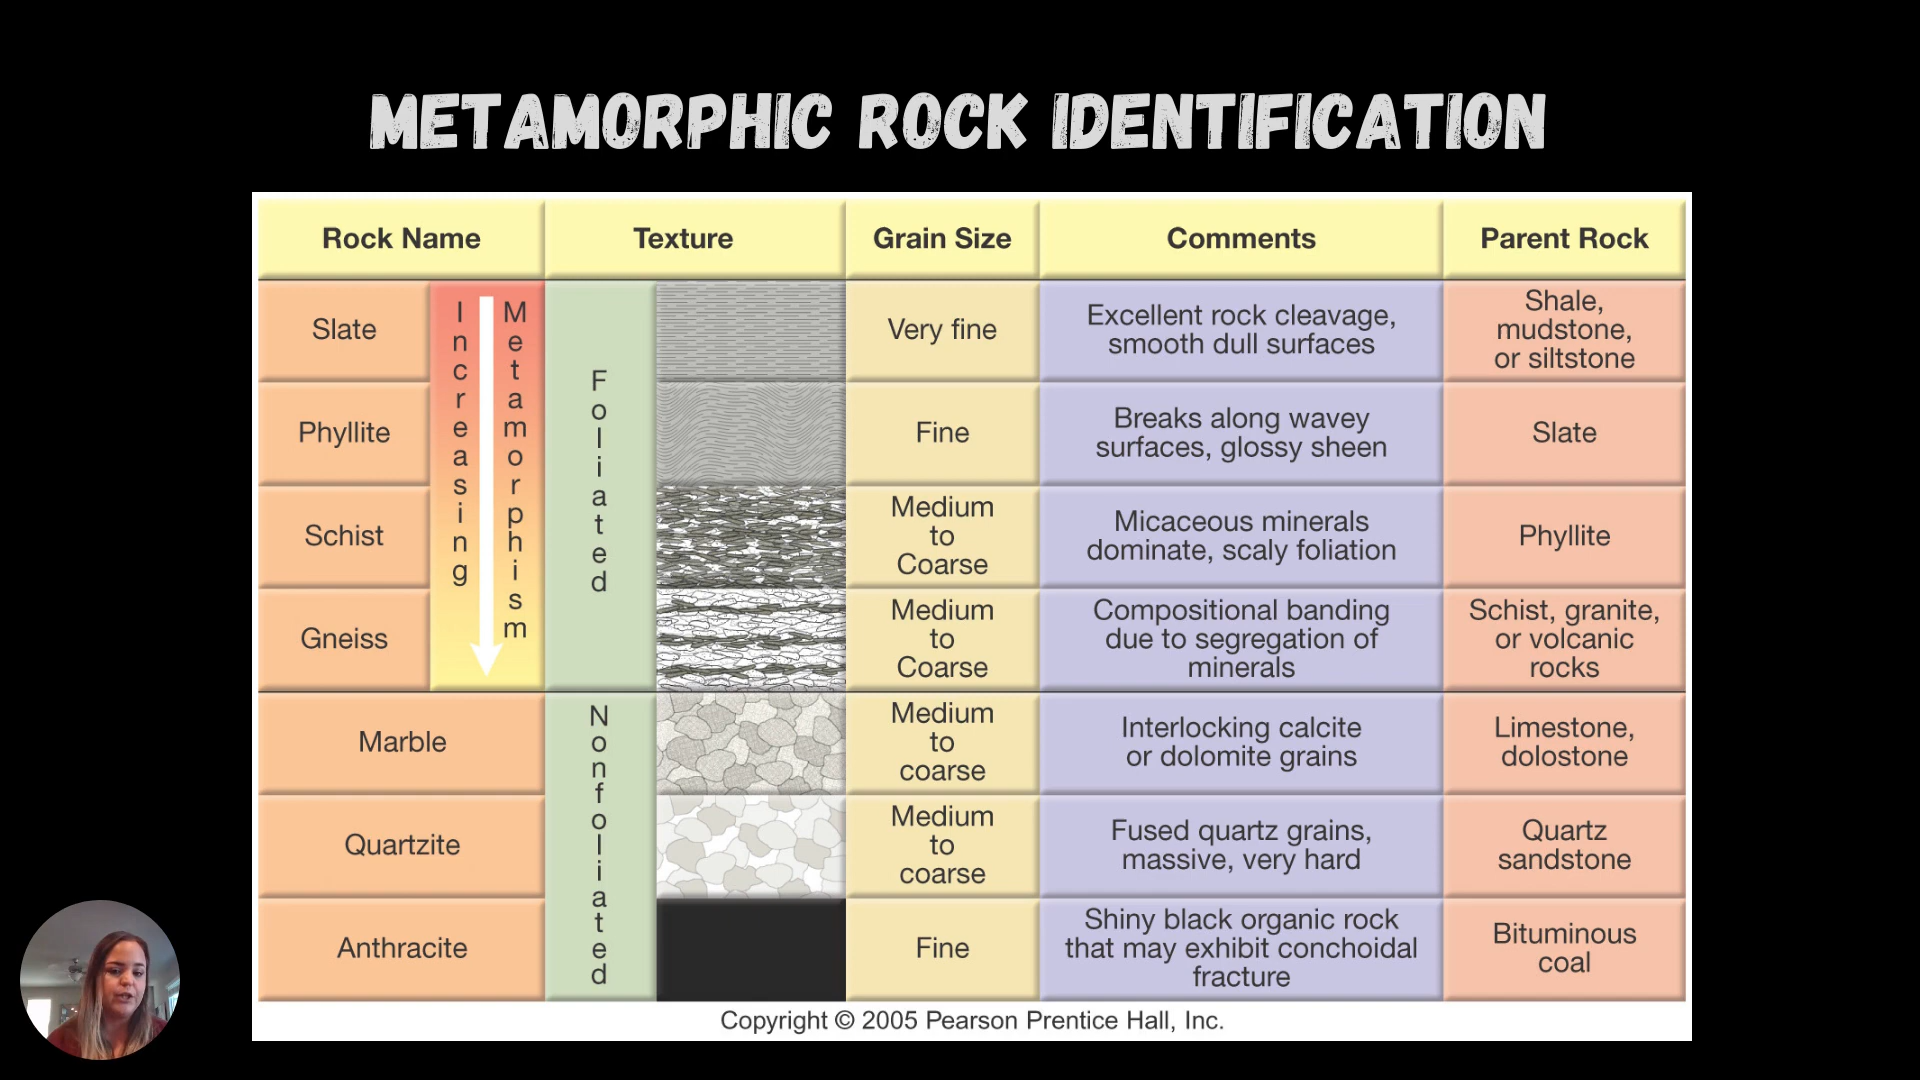 METAMORPHIC ROCK IDENTIFICATION
Rock Name
Texture
Grain Size
Comments
Parent Rock
Increasing
Metamorphism
Foliated
Slate
Very fine
Excellent rock cleavage,
smooth dull surfaces
Shale,
mudstone,
or siltstone
Phyllite
Fine
Breaks along wavey
surfaces, glossy sheen
Slate
Schist
Medium
to
Coarse
Micaceous minerals
dominate, scaly foliation
Phyllite
Gneiss
Medium
to
Coarse
Compositional banding
due to segregation of
minerals
Schist, granite,
or volcanic
rocks
Nonfoliated
Marble
Medium
to
coarse
Interlocking calcite
or dolomite grains
Limestone,
dolostone
Quartzite
Medium
to
coarse
Fused quartz grains,
massive, very hard
Quartz
sandstone
Anthracite
Fine
Shiny black organic rock
that may exhibit conchoidal
fracture
Bituminous
coal
Copyright © 2005 Pearson Prentice Hall, Inc.